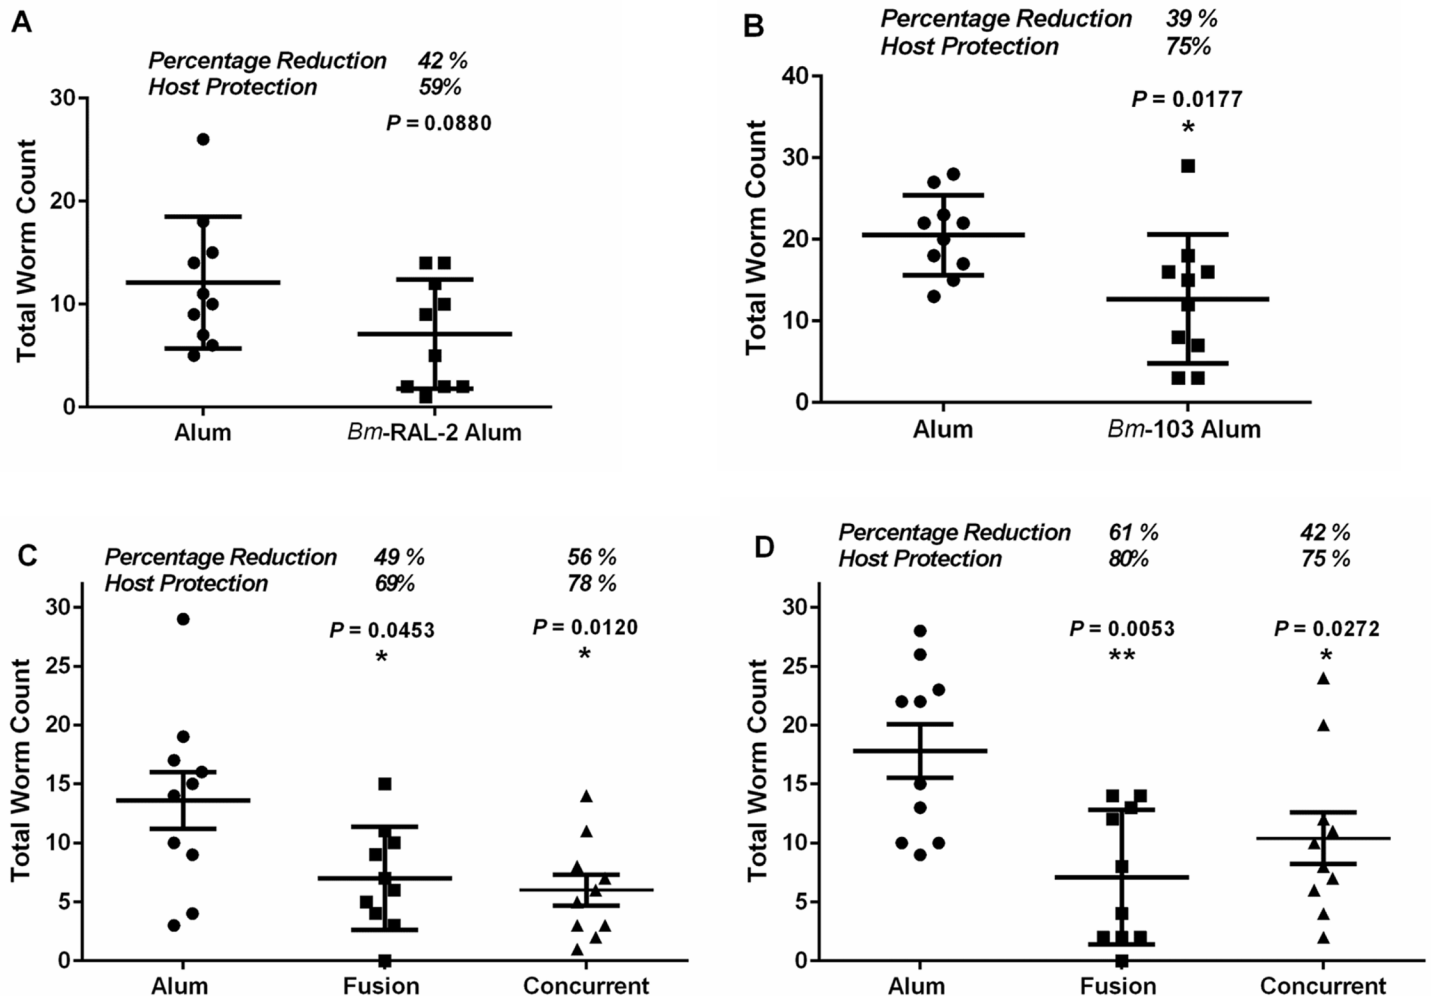 A
Percentage Reduction 42 %
Host Protection 59%
P = 0.0880
30
20
10
0
Total Worm Count
Alum Bm-RAL-2 Alum
B
Percentage Reduction 39 %
Host Protection 75%
P = 0.0177
*
40
30
20
10
0
Total Worm Count
Alum Bm-103 Alum
C
Percentage Reduction 49 % 56 %
Host Protection 69% 78 %
P = 0.0453 P = 0.0120
* *
30
25
20
15
10
5
0
Total Worm Count
Alum Fusion Concurrent
D
Percentage Reduction 61 % 42 %
Host Protection 80% 75 %
P = 0.0053 P = 0.0272
** *
30
25
20
15
10
5
0
Total Worm Count
Alum Fusion Concurrent